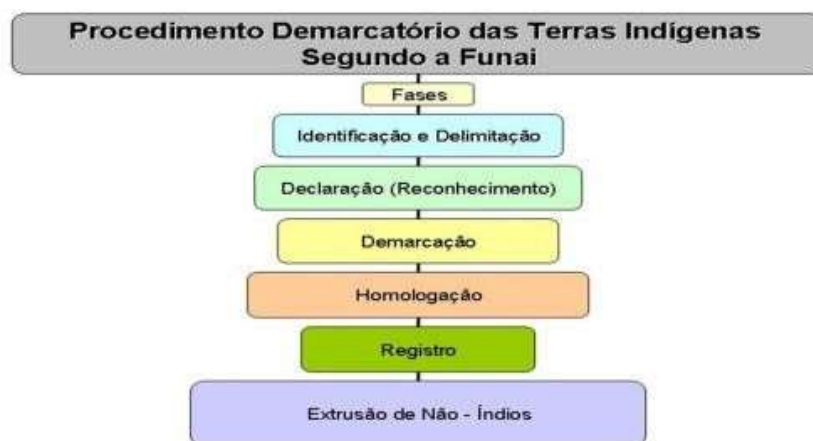 Procedimento Demarcatório das Terras Indígenas
Segundo a Funai
Fases
Identificação e Delimitação
Declaração (Reconhecimento)
Demarcação
Homologação
Registro
Extrusão de Não - Índios